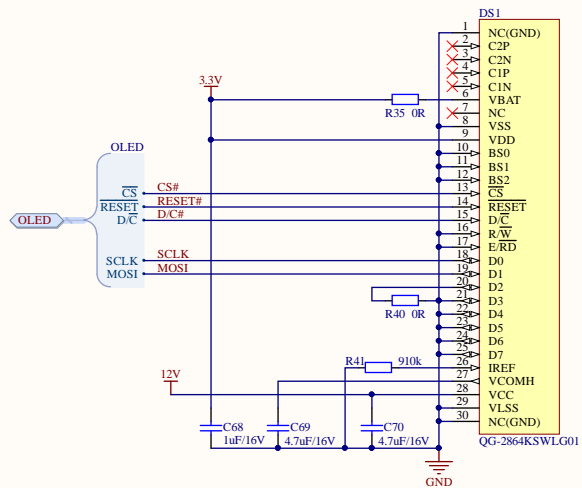 DS1
1 NC(GND)
2 C2P
3 C2N
4 C1P
5 C1N
3.3V
6 VBAT
R35 0R
7 NC
8 VSS
9 VDD
OLED
10 BS0
11 BS1
12 BS2
CS CS# 13 CS
RESET RESET# 14 RESET
D/C D/C# 15 D/C
OLED
16 R/W
17 E/RD
SCLK SCLK 18 D0
MOSI MOSI 19 D1
20 D2
21 D3
R40 0R
22 D4
23 D5
24 D6
25 D7
R41 910k
26 IREF
12V
27 VCOMH
28 VCC
29 VLSS
30 NC(GND)
C68 C69 C70
1uF/16V 4.7uF/16V 4.7uF/16V
QG-2864KSWLG01
GND